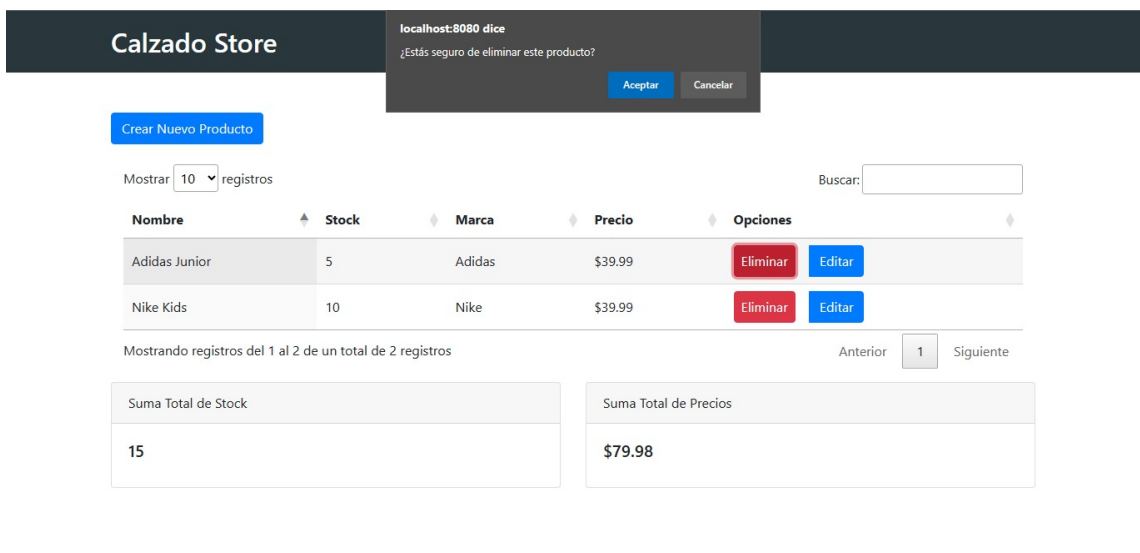 Calzado Store
localhost:8080 dice
¿Estás seguro de eliminar este producto?
Aceptar Cancelar
Crear Nuevo Producto
Mostrar 10 registros Buscar:
Nombre Stock Marca Precio Opciones
Adidas Junior 5 Adidas $39.99 Eliminar Editar
Nike Kids 10 Nike $39.99 Eliminar Editar
Mostrando registros del 1 al 2 de un total de 2 registros Anterior 1 Siguiente
Suma Total de Stock Suma Total de Precios
15 $79.98